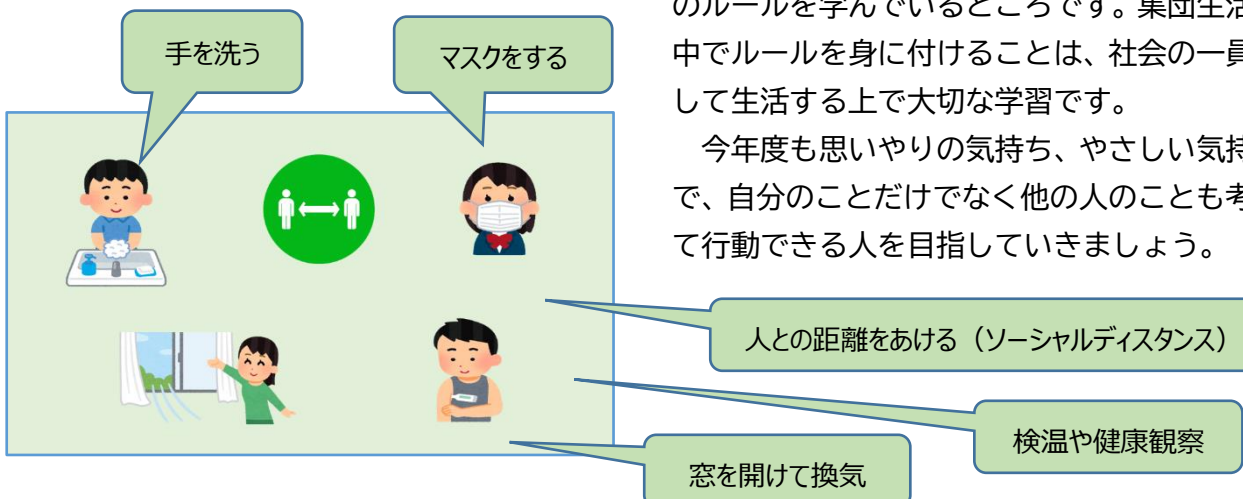 手を洗う
マスクをする
のルールを学んでいるところです。集団生活
中でルールを身に付けることは、社会の一員
して生活する上で大切な学習です。
今年度も思いやりの気持ち、やさしい気持
で、自分のことだけでなく他の人のことも考
て行動できる人を目指していきましょう。
人との距離をあける（ソーシャルディスタンス）
検温や健康観察
窓を開けて換気